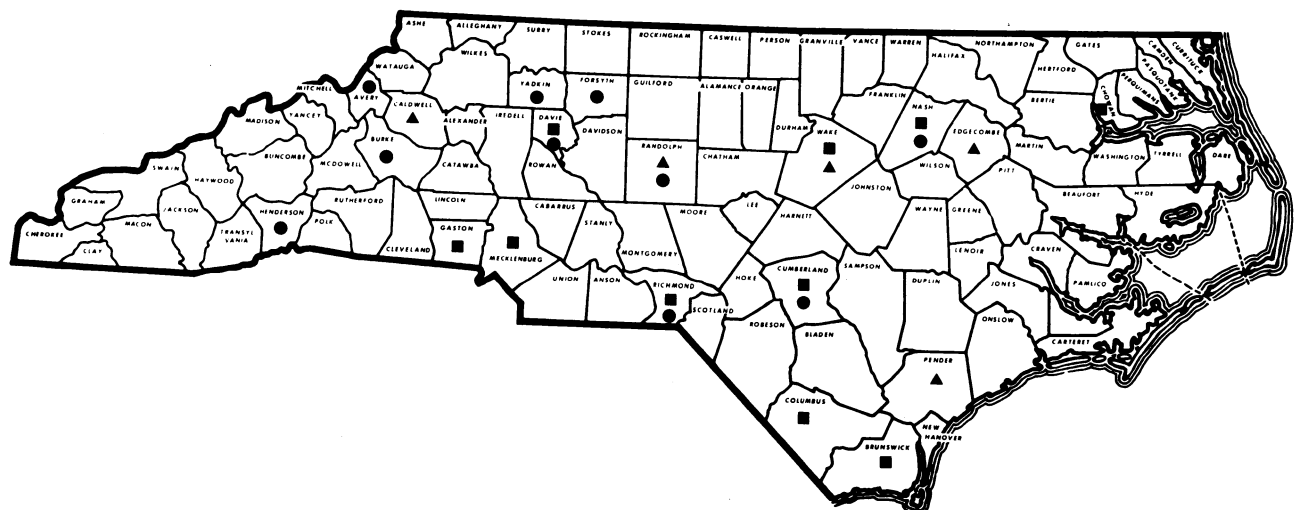 ASHE
ALLEGHANY
SURRY
STOKES
ROCKINGHAM
CASWELL
PERSON
GRANVILLE
VANCE
WARREN
NORTHAMPTON
GATES
CAMDEN
CURRITUCK
PASQUOTANK
PERQUIMANS
CHOWAN
HERTFORD
HALIFAX
WILKES
WATAUGA
MITCHELL
AVERY
CALDWELL
YADKIN
FORSYTH
GUILFORD
ALAMANCE
ORANGE
FRANKLIN
NASH
BERTIE
MADISON
YANCEY
ALEXANDER
IREDELL
DAVIE
DAVIDSON
DURHAM
WAKE
EDGECOMBE
MARTIN
WASHINGTON
TYRRELL
DARE
BURKE
RANDOLPH
CHATHAM
WILSON
PITT
SWAIN
HAYWOOD
BUNCOMBE
MCDOWELL
CATAWBA
ROWAN
JOHNSTON
BEAUFORT
HYDE
GRAHAM
JACKSON
HENDERSON
RUTHERFORD
LINCOLN
CABARRUS
STANLY
MOORE
LEE
HARNETT
WAYNE
GREENE
CHEROKEE
MACON
TRANSYL
VANIA
POLK
CLEVELAND
GASTON
MECKLENBURG
MONTGOMERY
CLAY
LENOIR
CRAVEN
UNION
ANSON
RICHMOND
HOKE
CUMBERLAND
SAMPSON
DUPLIN
JONES
PAMLICO
SCOTLAND
ROBESON
BLADEN
ONSLOW
CARTERET
PENDER
COLUMBUS
NEW
HANOVER
BRUNSWICK